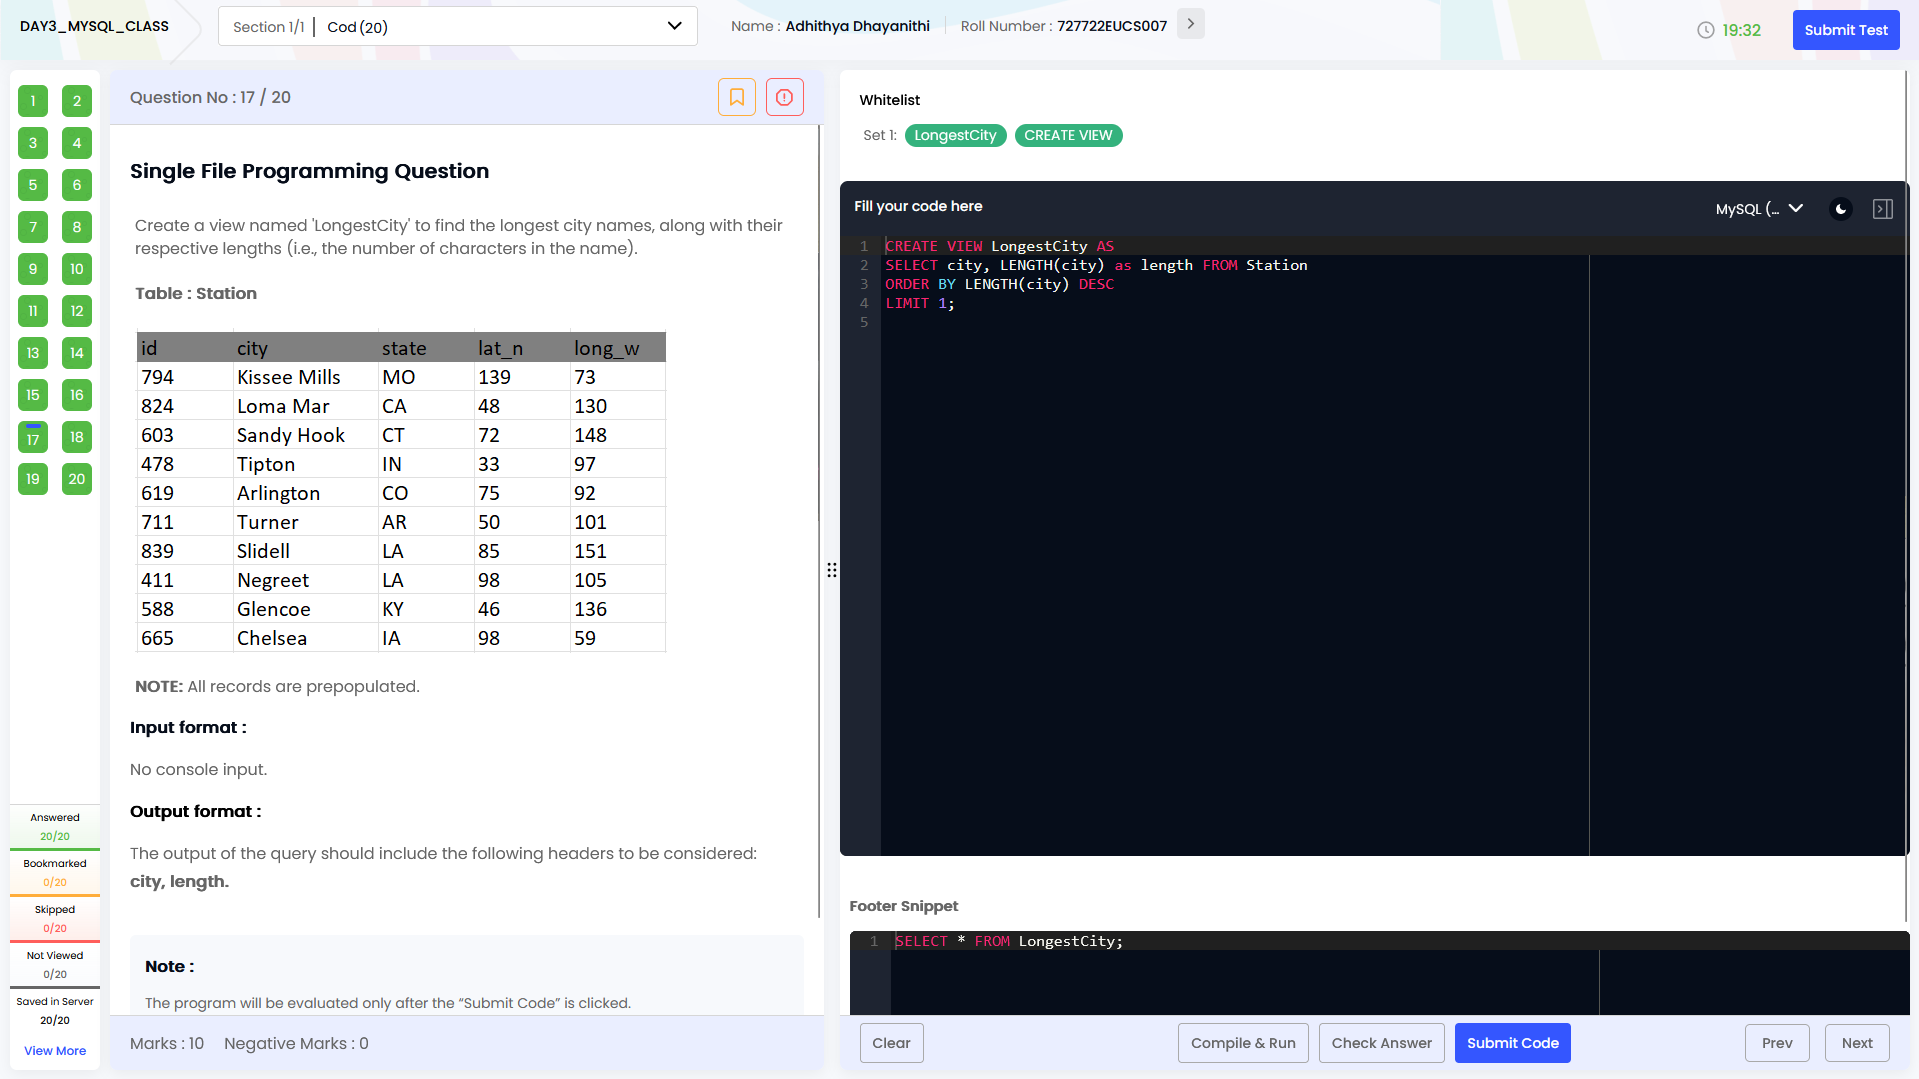 DAY3_MYSQL_CLASS
Section 1/1 | Cod (20)
Name : Adhithya Dhayanithi
Roll Number : 727722EUCS007
19:32
Submit Test
1 2
3 4
5 6
7 8
9 10
11 12
13 14
15 16
17 18
19 20
Answered
20/20
Bookmarked
0/20
Skipped
0/20
Not Viewed
0/20
Saved in Server
20/20
View More
Question No : 17 / 20
Single File Programming Question
Create a view named 'LongestCity' to find the longest city names, along with their
respective lengths (i.e., the number of characters in the name).
Table : Station
id city state lat_n long_w
794 Kissee Mills MO 139 73
824 Loma Mar CA 48 130
603 Sandy Hook CT 72 148
478 Tipton IN 33 97
619 Arlington CO 75 92
711 Turner AR 50 101
839 Slidell LA 85 151
411 Negreet LA 98 105
588 Glencoe KY 46 136
665 Chelsea IA 98 59
NOTE: All records are prepopulated.
Input format :
No console input.
Output format :
The output of the query should include the following headers to be considered:
city, length.
Note :
The program will be evaluated only after the “Submit Code” is clicked.
Marks : 10 Negative Marks : 0
Whitelist
Set 1: LongestCity CREATE VIEW
Fill your code here
MySQL (...
1 CREATE VIEW LongestCity AS
2 SELECT city, LENGTH(city) as length FROM Station
3 ORDER BY LENGTH(city) DESC
4 LIMIT 1;
5
Footer Snippet
1 SELECT * FROM LongestCity;
Clear
Compile & Run
Check Answer
Submit Code
Prev
Next